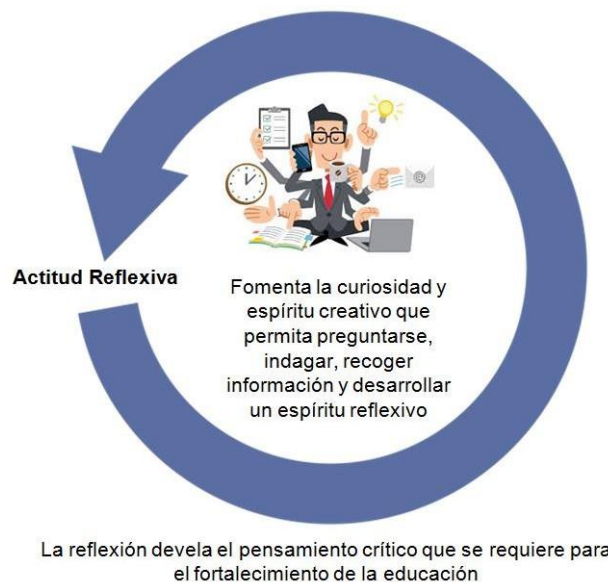 Actitud Reflexiva
Fomenta la curiosidad y
espíritu creativo que
permita preguntarse,
indagar, recoger
información y desarrollar
un espíritu reflexivo
La reflexión devela el pensamiento crítico que se requiere para
el fortalecimiento de la educación